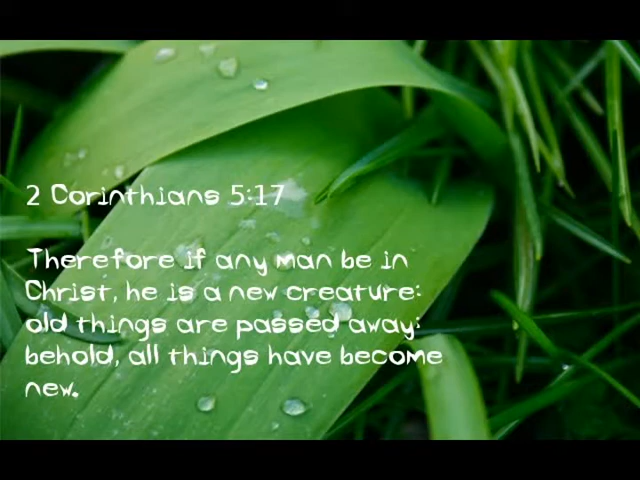 2 Corinthians 5:17
Therefore if any man be in
Christ, he is a new creature:
old things are passed away;
behold, all things have become
new.